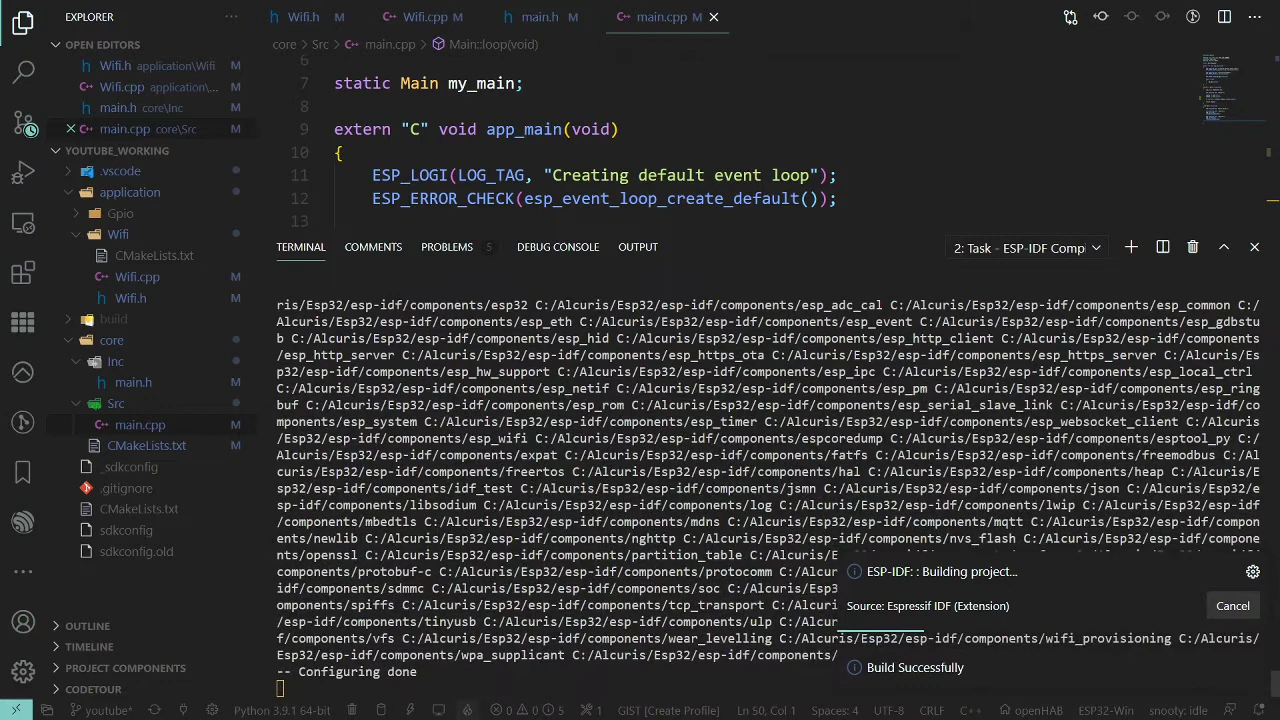 EXPLORER
OPEN EDITORS
Wifi.h application\Wifi M
Wifi.cpp application\... M
main.h core\Inc M
main.cpp core\Src M
YOUTUBE_WORKING
.vscode
application
Gpio
Wifi
CMakeLists.txt
Wifi.cpp M
Wifi.h M
build
core
Inc
main.h M
Src
main.cpp M
CMakeLists.txt M
_sdkconfig
.gitignore
CMakeLists.txt
sdkconfig
sdkconfig.old
OUTLINE
TIMELINE
PROJECT COMPONENTS
CODETOUR
Wifi.h M Wifi.cpp M main.h M main.cpp M
core > Src > main.cpp > Main::loop(void)
6
7 static Main my_main;
8
9 extern "C" void app_main(void)
10 {
11 ESP_LOGI(LOG_TAG, "Creating default event loop");
12 ESP_ERROR_CHECK(esp_event_loop_create_default());
13
TERMINAL COMMENTS PROBLEMS 5 DEBUG CONSOLE OUTPUT 2: Task - ESP-IDF Compi
ris/Esp32/esp-idf/components/esp32 C:/Alcuris/Esp32/esp-idf/components/esp_adc_cal C:/Alcuris/Esp32/esp-idf/components/esp_common C:/
Alcuris/Esp32/esp-idf/components/esp_eth C:/Alcuris/Esp32/esp-idf/components/esp_event C:/Alcuris/Esp32/esp-idf/components/esp_gdbstu
b C:/Alcuris/Esp32/esp-idf/components/esp_hid C:/Alcuris/Esp32/esp-idf/components/esp_http_client C:/Alcuris/Esp32/esp-idf/components
/esp_http_server C:/Alcuris/Esp32/esp-idf/components/esp_https_ota C:/Alcuris/Esp32/esp-idf/components/esp_https_server C:/Alcuris/Es
p32/esp-idf/components/esp_hw_support C:/Alcuris/Esp32/esp-idf/components/esp_ipc C:/Alcuris/Esp32/esp-idf/components/esp_local_ctrl
C:/Alcuris/Esp32/esp-idf/components/esp_netif C:/Alcuris/Esp32/esp-idf/components/esp_pm C:/Alcuris/Esp32/esp-idf/components/esp_ring
buf C:/Alcuris/Esp32/esp-idf/components/esp_rom C:/Alcuris/Esp32/esp-idf/components/esp_serial_slave_link C:/Alcuris/Esp32/esp-idf/co
mponents/esp_system C:/Alcuris/Esp32/esp-idf/components/esp_timer C:/Alcuris/Esp32/esp-idf/components/esp_websocket_client C:/Alcuris
/Esp32/esp-idf/components/esp_wifi C:/Alcuris/Esp32/esp-idf/components/espcoredump C:/Alcuris/Esp32/esp-idf/components/esptool_py C:/
Alcuris/Esp32/esp-idf/components/expat C:/Alcuris/Esp32/esp-idf/components/fatfs C:/Alcuris/Esp32/esp-idf/components/freemodbus C:/Al
curis/Esp32/esp-idf/components/freertos C:/Alcuris/Esp32/esp-idf/components/hal C:/Alcuris/Esp32/esp-idf/components/heap C:/Alcuris/E
sp32/esp-idf/components/idf_test C:/Alcuris/Esp32/esp-idf/components/jsmn C:/Alcuris/Esp32/esp-idf/components/json C:/Alcuris/Esp32/e
sp-idf/components/libsodium C:/Alcuris/Esp32/esp-idf/components/log C:/Alcuris/Esp32/esp-idf/components/lwip C:/Alcuris/Esp32/esp-idf
/components/mbedtls C:/Alcuris/Esp32/esp-idf/components/mdns C:/Alcuris/Esp32/esp-idf/components/mqtt C:/Alcuris/Esp32/esp-idf/compon
ents/newlib C:/Alcuris/Esp32/esp-idf/components/nghttp C:/Alcuris/Esp32/esp-idf/components/nvs_flash C:/Alcuris/Esp32/esp-idf/compone
nts/openssl C:/Alcuris/Esp32/esp-idf/components/partition_table C:/Alcuris/E
components/protobuf-c C:/Alcuris/Esp32/esp-idf/components/protocomm C:/Alcur
idf/components/sdmmc C:/Alcuris/Esp32/esp-idf/components/soc C:/Alcuris/Esp3
omponents/spiffs C:/Alcuris/Esp32/esp-idf/components/tcp_transport C:/Alcuri
s/Esp32/esp-idf/components/tinyusb C:/Alcuris/Esp32/esp-idf/components/ulp C:/Alcuris/Esp32/esp-id
f/components/vfs C:/Alcuris/Esp32/esp-idf/components/wear_levelling C:/Alcuris/Esp32/esp-idf/components/wifi_provisioning C:/Alcuris/
Esp32/esp-idf/components/wpa_supplicant C:/Alcuris/Esp32/esp-idf/components/
-- Configuring done
ESP-IDF: : Building project...
Source: Espressif IDF (Extension) Cancel
Build Successfully
youtube* Python 3.9.1 64-bit 0 0 5 1 GIST [Create Profile] Ln 50, Col 1 Spaces: 4 UTF-8 CRLF C++ openHAB ESP32-Win snooty: idle